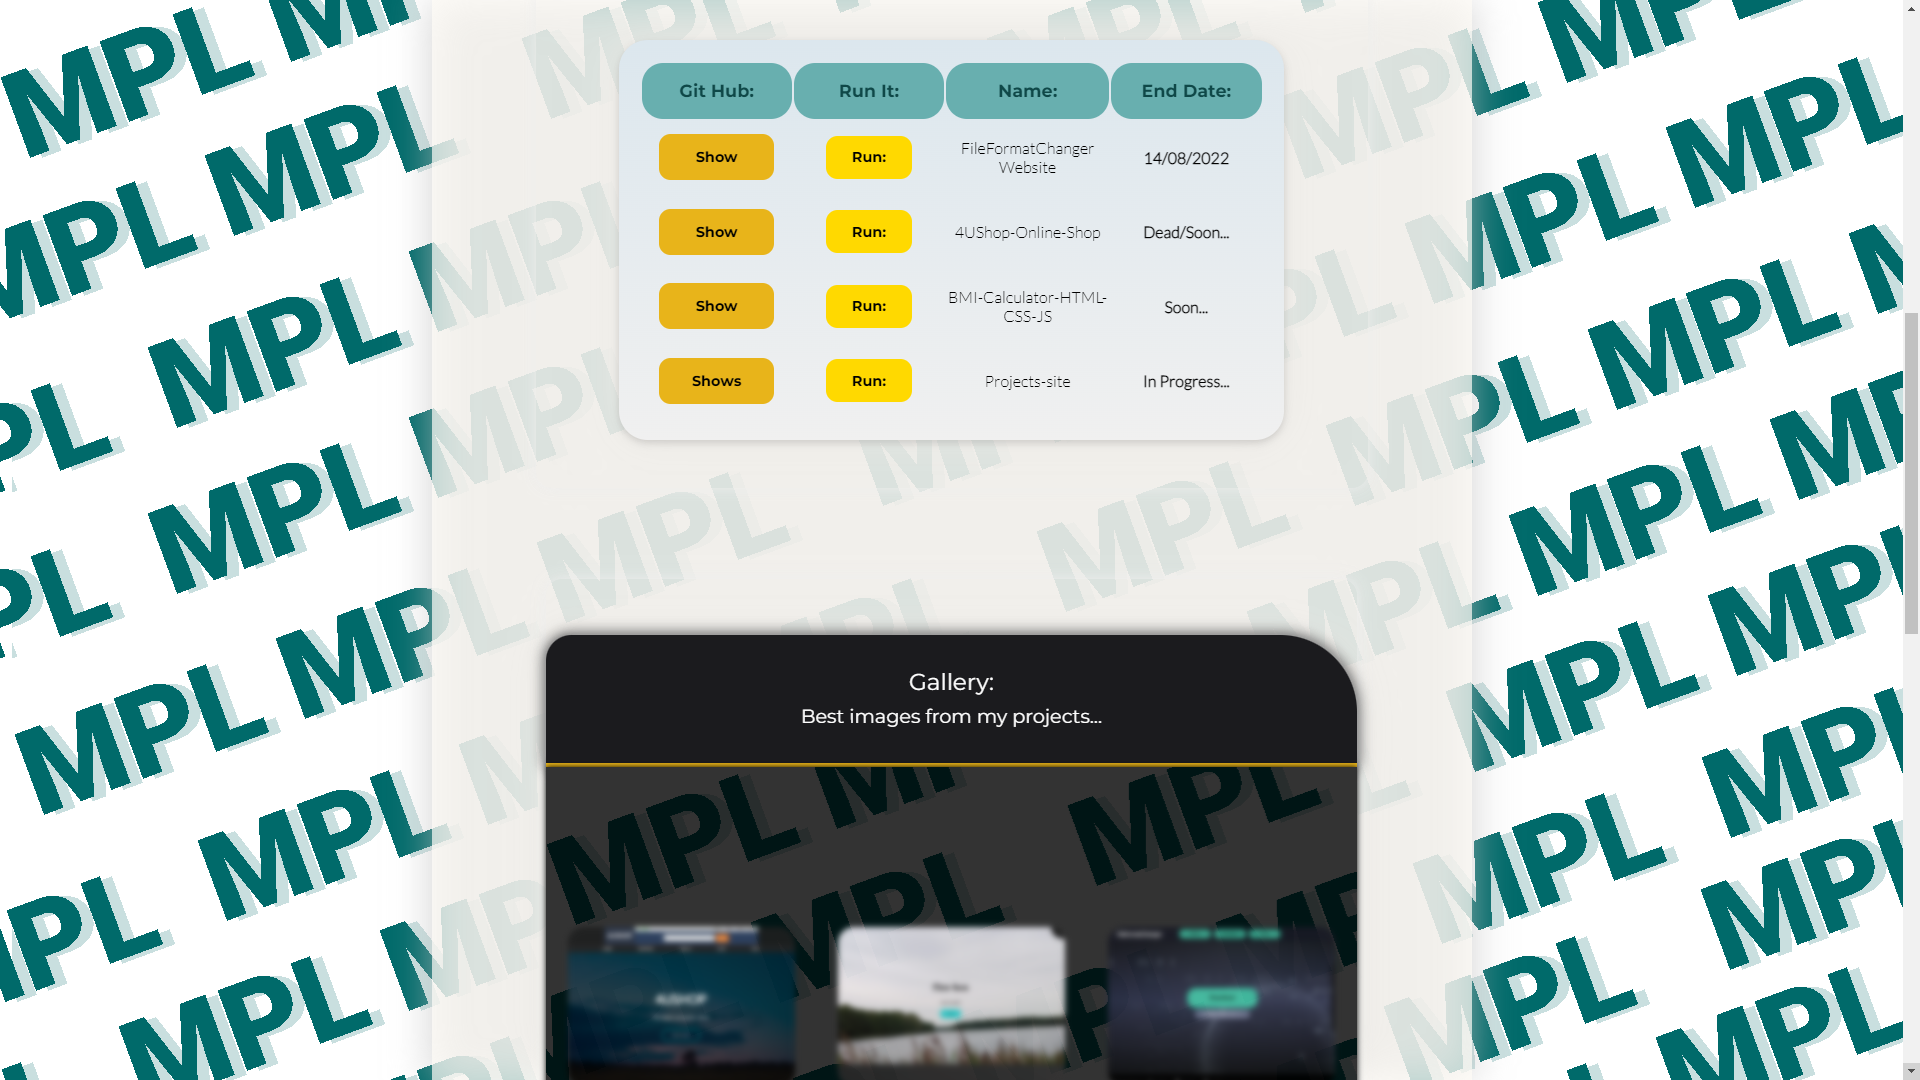 Git Hub: Run It: Name: End Date:
Show Run: FileFormatChanger Website 14/08/2022
Show Run: 4UShop-Online-Shop Dead/Soon...
Show Run: BMI-Calculator-HTML-CSS-JS Soon...
Shows Run: Projects-site In Progress...
Gallery:
Best images from my projects...
MPL